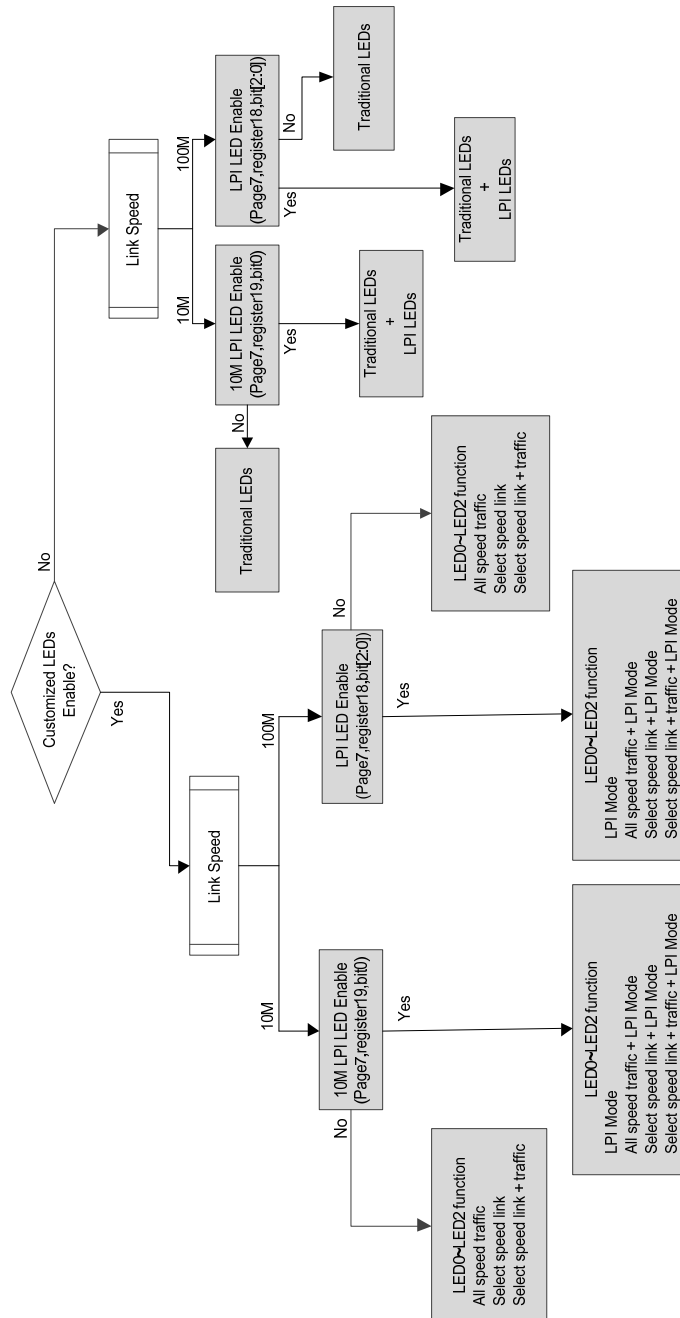 Customized LEDs
Enable?
Yes
No
Link Speed
10M
100M
10M LPI LED Enable
(Page7,register19,bit0)
No
Yes
LED0~LED2 function
All speed traffic
Select speed link
Select speed link + traffic
LED0~LED2 function
LPI Mode
All speed traffic + LPI Mode
Select speed link + LPI Mode
Select speed link + traffic + LPI Mode
LPI LED Enable
(Page7,register18,bit[2:0])
Yes
No
LED0~LED2 function
LPI Mode
All speed traffic + LPI Mode
Select speed link + LPI Mode
Select speed link + traffic + LPI Mode
LED0~LED2 function
All speed traffic
Select speed link
Select speed link + traffic
Link Speed
10M
100M
10M LPI LED Enable
(Page7,register19,bit0)
No
Yes
Traditional LEDs
Traditional LEDs
+
LPI LEDs
LPI LED Enable
(Page7,register18,bit[2:0])
Yes
No
Traditional LEDs
+
LPI LEDs
Traditional LEDs